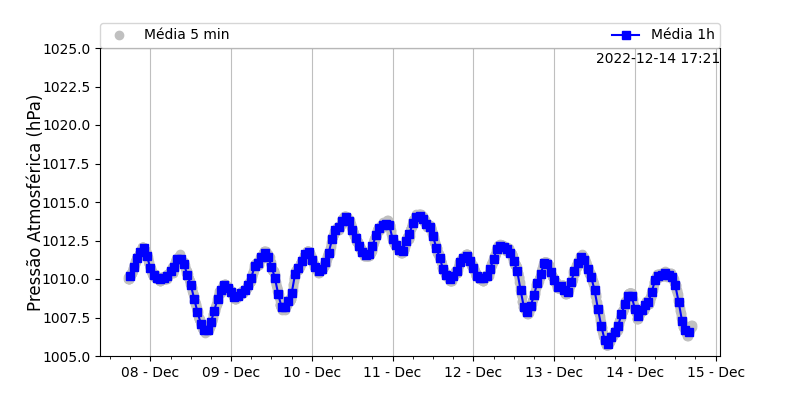 Média 5 min
Média 1h
2022-12-14 17:21
Pressão Atmosférica (hPa)
1025.0
1022.5
1020.0
1017.5
1015.0
1012.5
1010.0
1007.5
1005.0
08 - Dec
09 - Dec
10 - Dec
11 - Dec
12 - Dec
13 - Dec
14 - Dec
15 - Dec